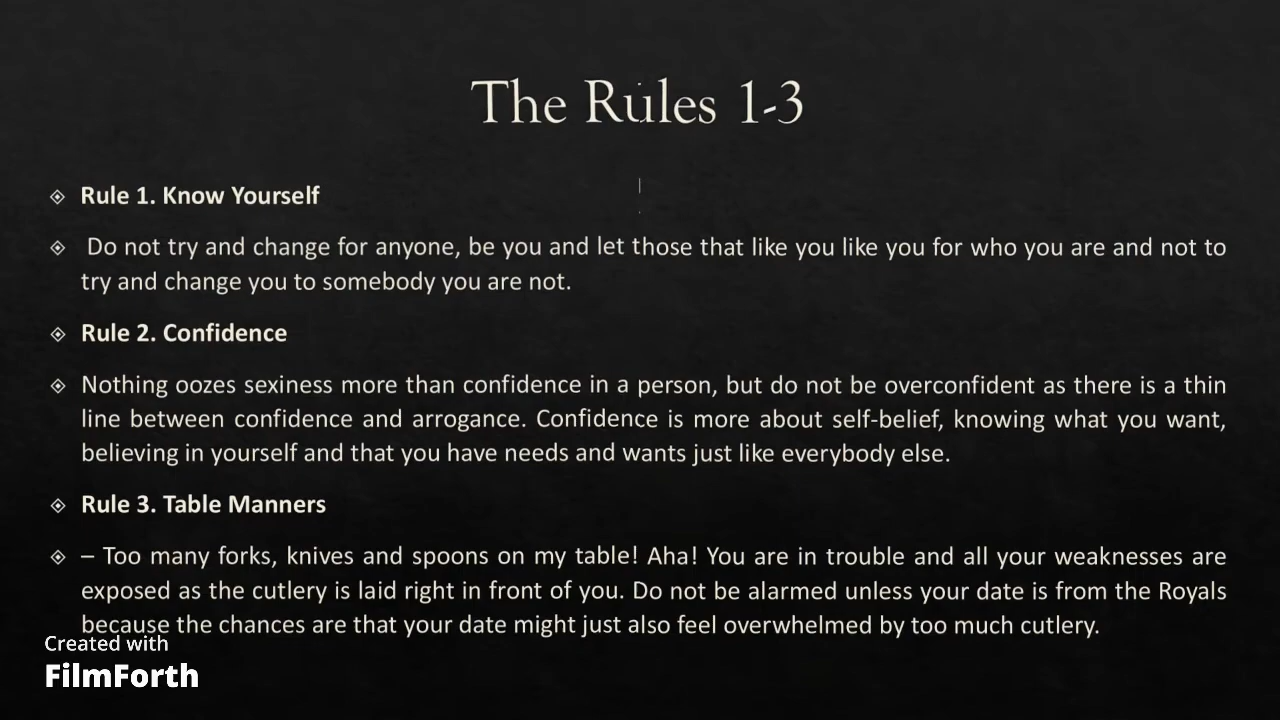 The Rules 1-3
Rule 1. Know Yourself
Do not try and change for anyone, be you and let those that like you like you for who you are and not to
try and change you to somebody you are not.
Rule 2. Confidence
Nothing oozes sexiness more than confidence in a person, but do not be overconfident as there is a thin
line between confidence and arrogance. Confidence is more about self-belief, knowing what you want,
believing in yourself and that you have needs and wants just like everybody else.
Rule 3. Table Manners
– Too many forks, knives and spoons on my table! Aha! You are in trouble and all your weaknesses are
exposed as the cutlery is laid right in front of you. Do not be alarmed unless your date is from the Royals
because the chances are that your date might just also feel overwhelmed by too much cutlery.
Created with
FilmForth